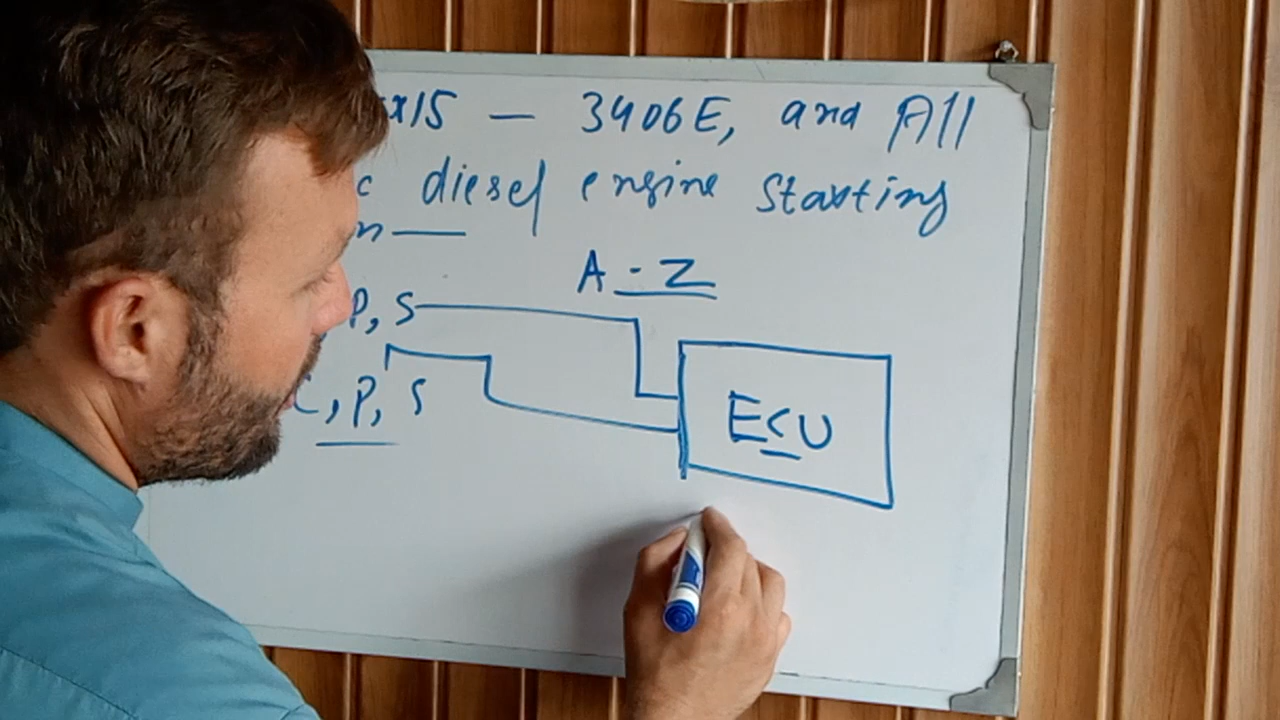 x15 — 3406E, and All
c diesel engine starting
n —
A - Z
P, S
C, P, S
ECU